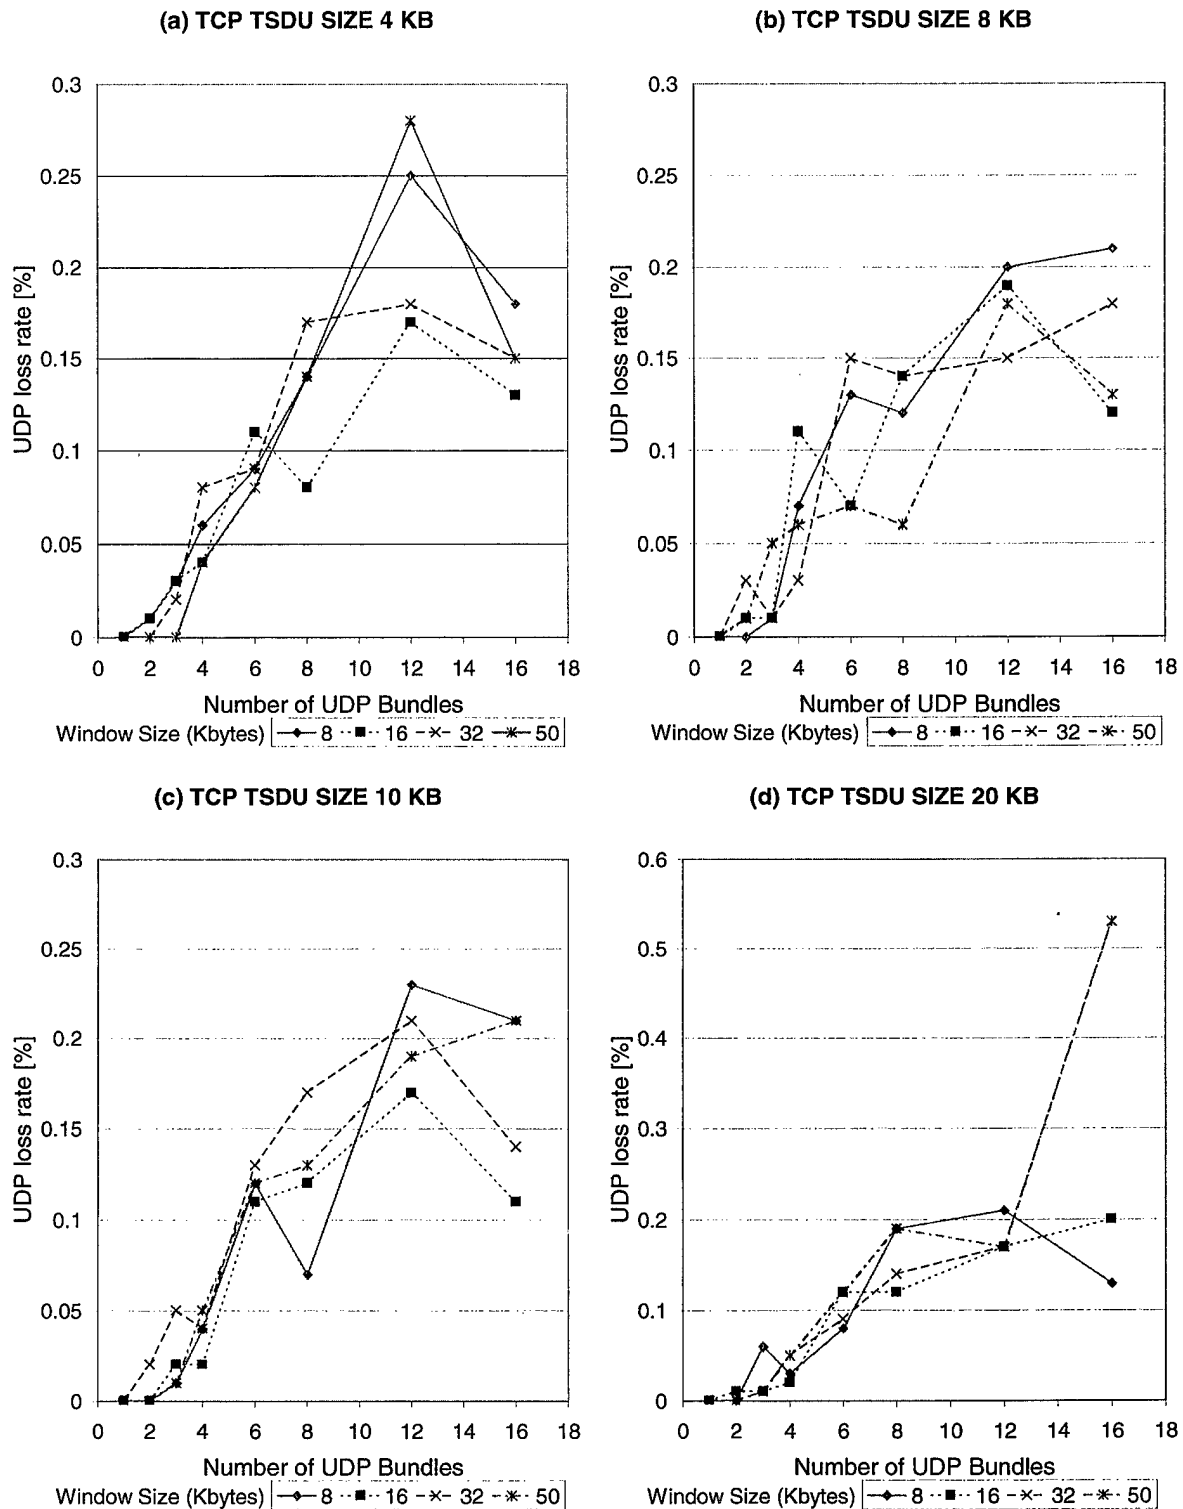 (a) TCP TSDU SIZE 4 KB
0.3
0.25
0.2
0.15
0.1
0.05
0
UDP loss rate [%]
0 2 4 6 8 10 12 14 16 18
Number of UDP Bundles
Window Size (Kbytes) 8 16 32 50
(b) TCP TSDU SIZE 8 KB
0.3
0.25
0.2
0.15
0.1
0.05
0
UDP loss rate [%]
0 2 4 6 8 10 12 14 16 18
Number of UDP Bundles
Window Size (Kbytes) 8 16 32 50
(c) TCP TSDU SIZE 10 KB
0.3
0.25
0.2
0.15
0.1
0.05
0
UDP loss rate [%]
0 2 4 6 8 10 12 14 16 18
Number of UDP Bundles
Window Size (Kbytes) 8 16 32 50
(d) TCP TSDU SIZE 20 KB
0.6
0.5
0.4
0.3
0.2
0.1
0
UDP loss rate [%]
0 2 4 6 8 10 12 14 16 18
Number of UDP Bundles
Window Size (Kbytes) 8 16 32 50